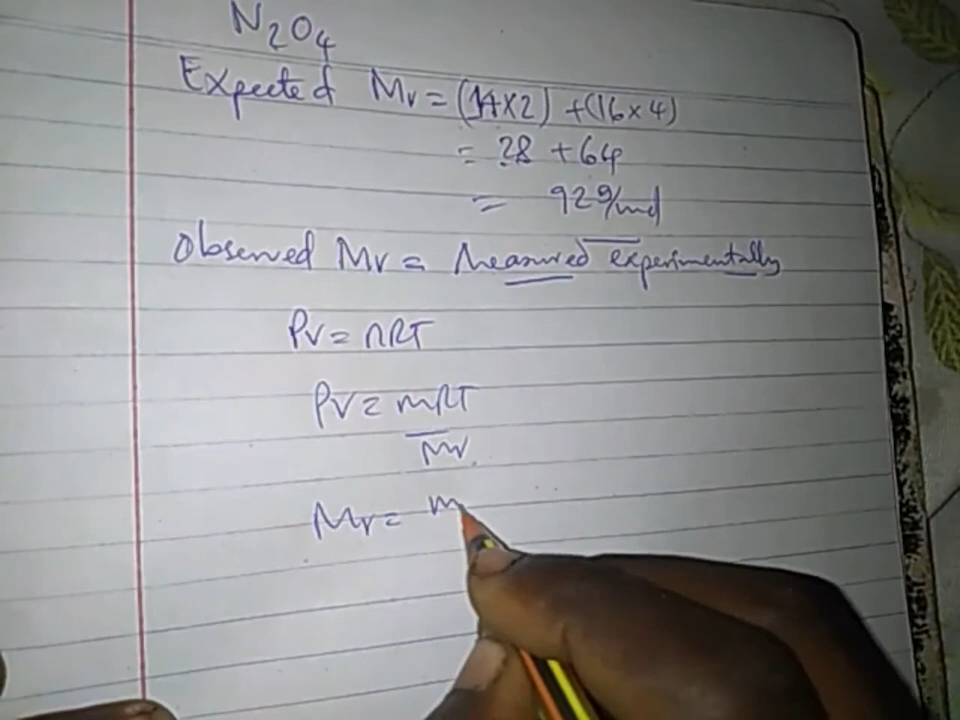 N2O4
Expected Mr = (14x2) + (16x4)
= 28 + 64
= 92g/mol
Observed Mr = Measured experimentally
PV = nRT
PV = mRT
Mr
Mr = m